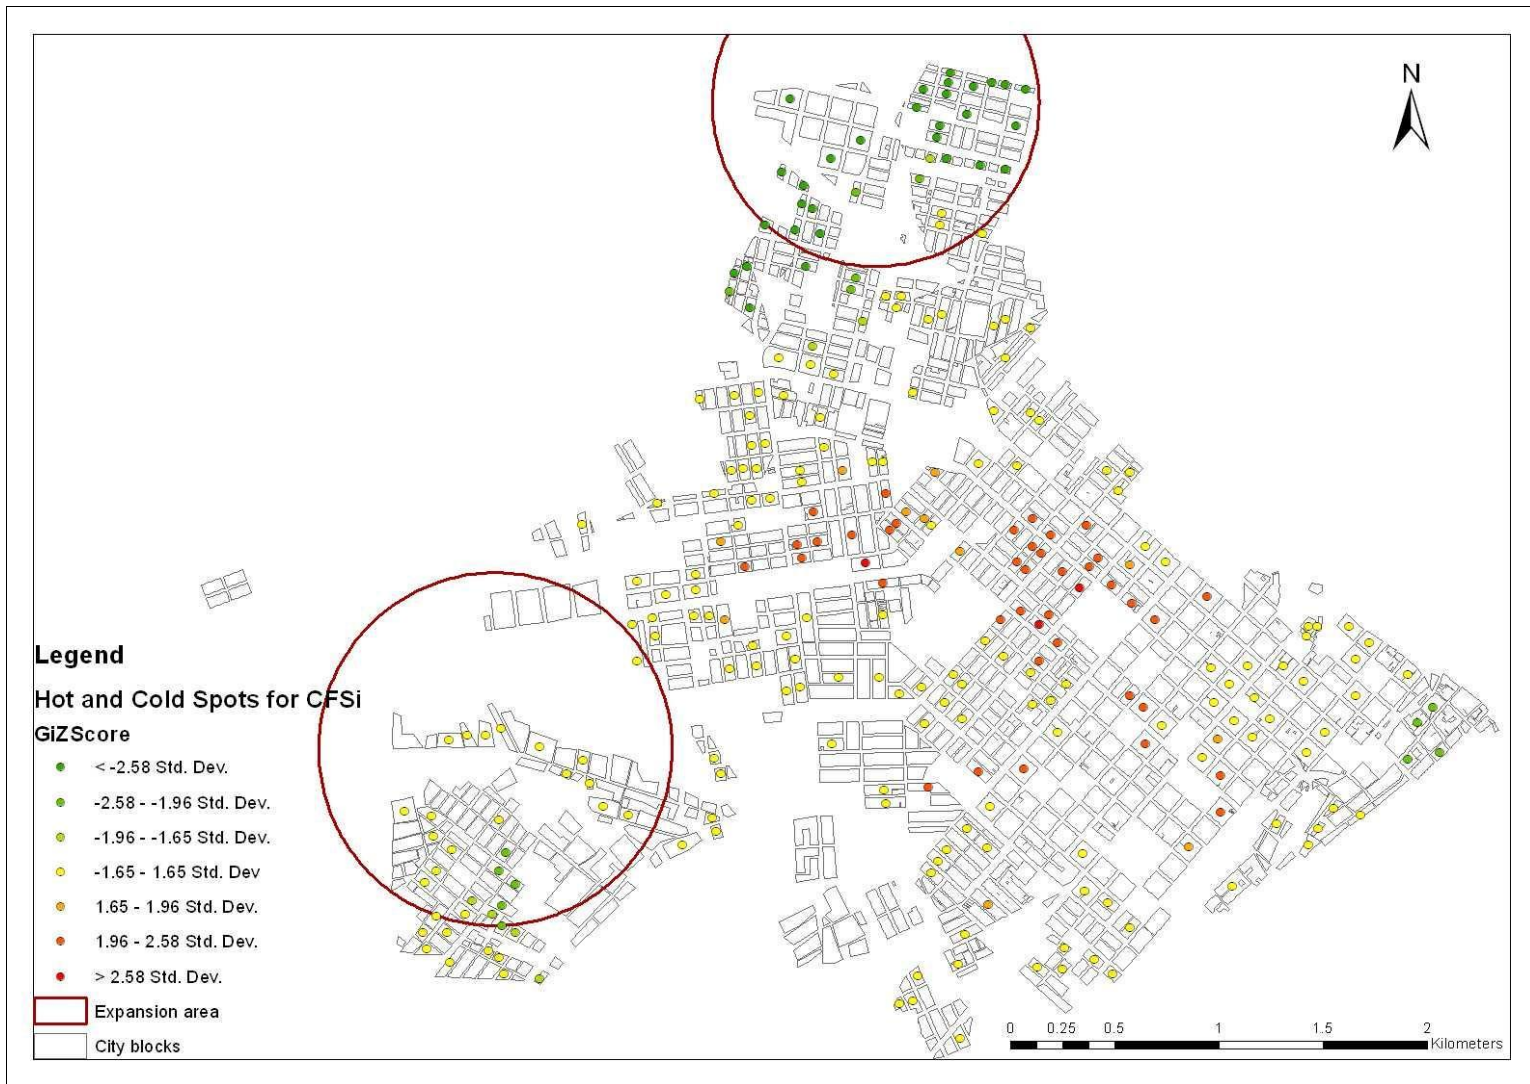 N
Legend
Hot and Cold Spots for CFSi
GiZScore
< -2.58 Std. Dev.
-2.58 - -1.96 Std. Dev.
-1.96 - -1.65 Std. Dev.
-1.65 - 1.65 Std. Dev
1.65 - 1.96 Std. Dev.
1.96 - 2.58 Std. Dev.
> 2.58 Std. Dev.
Expansion area
City blocks
0 0.25 0.5 1 1.5 2
Kilometers